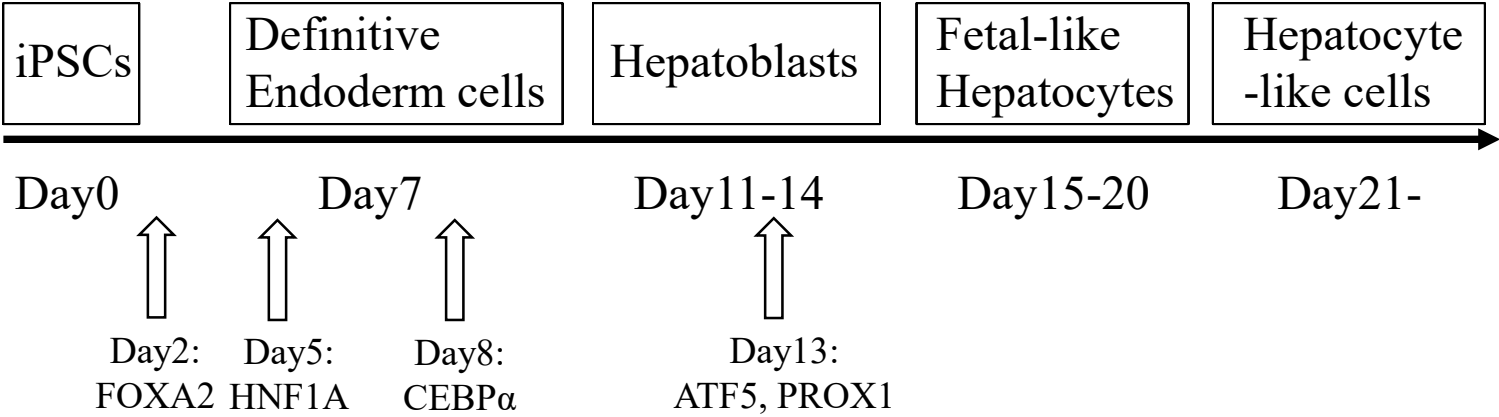 iPSCs
Definitive
Endoderm cells
Hepatoblasts
Fetal-like
Hepatocytes
Hepatocyte
-like cells
Day0
Day7
Day11-14
Day15-20
Day21-
Day2:
FOXA2
Day5:
HNF1A
Day8:
CEBPα
Day13:
ATF5, PROX1